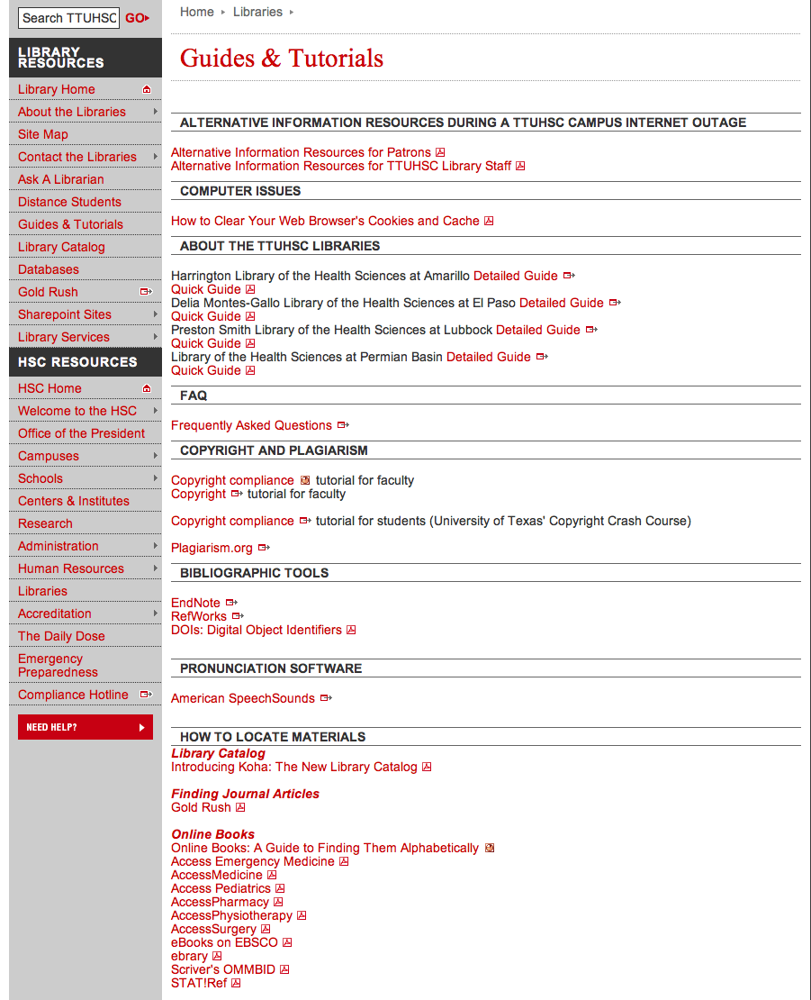 Search TTUHSC GO
LIBRARY
RESOURCES
Library Home
About the Libraries
Site Map
Contact the Libraries
Ask A Librarian
Distance Students
Guides & Tutorials
Library Catalog
Databases
Gold Rush
Sharepoint Sites
Library Services
HSC RESOURCES
HSC Home
Welcome to the HSC
Office of the President
Campuses
Schools
Centers & Institutes
Research
Administration
Human Resources
Libraries
Accreditation
The Daily Dose
Emergency
Preparedness
Compliance Hotline
NEED HELP?
Home Libraries
Guides & Tutorials
ALTERNATIVE INFORMATION RESOURCES DURING A TTUHSC CAMPUS INTERNET OUTAGE
Alternative Information Resources for Patrons
Alternative Information Resources for TTUHSC Library Staff
COMPUTER ISSUES
How to Clear Your Web Browser's Cookies and Cache
ABOUT THE TTUHSC LIBRARIES
Harrington Library of the Health Sciences at Amarillo Detailed Guide
Quick Guide
Delia Montes-Gallo Library of the Health Sciences at El Paso Detailed Guide
Quick Guide
Preston Smith Library of the Health Sciences at Lubbock Detailed Guide
Quick Guide
Library of the Health Sciences at Permian Basin Detailed Guide
Quick Guide
FAQ
Frequently Asked Questions
COPYRIGHT AND PLAGIARISM
Copyright compliance tutorial for faculty
Copyright tutorial for faculty
Copyright compliance tutorial for students (University of Texas' Copyright Crash Course)
Plagiarism.org
BIBLIOGRAPHIC TOOLS
EndNote
RefWorks
DOIs: Digital Object Identifiers
PRONUNCIATION SOFTWARE
American SpeechSounds
HOW TO LOCATE MATERIALS
Library Catalog
Introducing Koha: The New Library Catalog
Finding Journal Articles
Gold Rush
Online Books
Online Books: A Guide to Finding Them Alphabetically
Access Emergency Medicine
AccessMedicine
Access Pediatrics
AccessPharmacy
AccessPhysiotherapy
AccessSurgery
eBooks on EBSCO
ebrary
Scriver's OMMBID
STAT!Ref